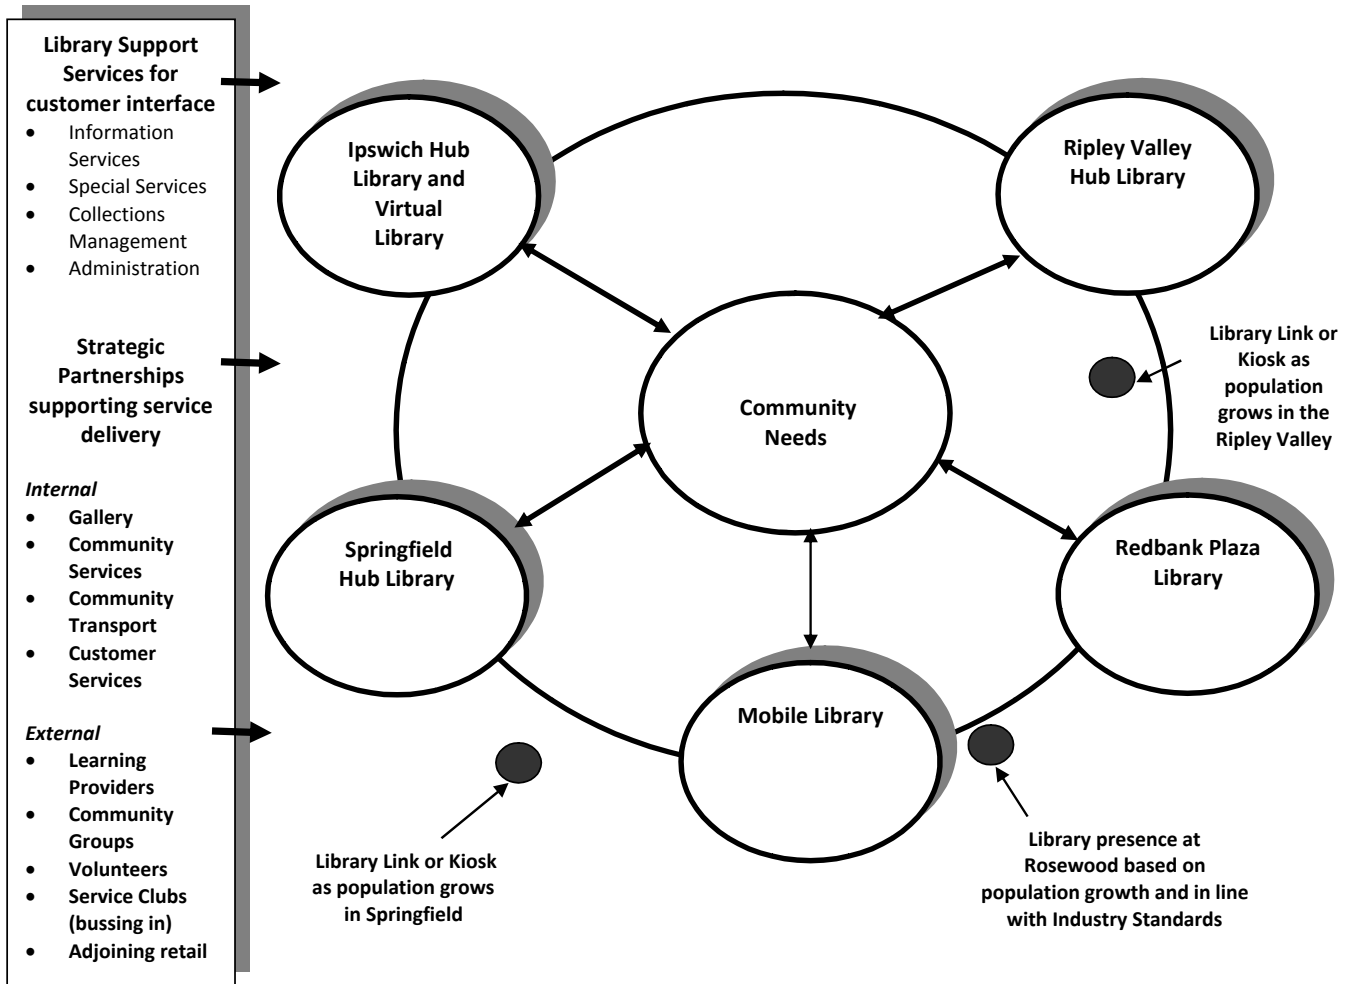 Library Support
Services for
customer interface
• Information
Services
• Special Services
• Collections
Management
• Administration
Strategic
Partnerships
supporting service
delivery
Internal
• Gallery
• Community
Services
• Community
Transport
• Customer
Services
External
• Learning
Providers
• Community
Groups
• Volunteers
• Service Clubs
(bussing in)
• Adjoining retail
Ipswich Hub
Library and
Virtual
Library
Ripley Valley
Hub Library
Library Link or
Kiosk as
population
grows in the
Ripley Valley
Community
Needs
Springfield
Hub Library
Redbank Plaza
Library
Mobile Library
Library Link or Kiosk
as population grows
in Springfield
Library presence at
Rosewood based on
population growth and in line
with Industry Standards